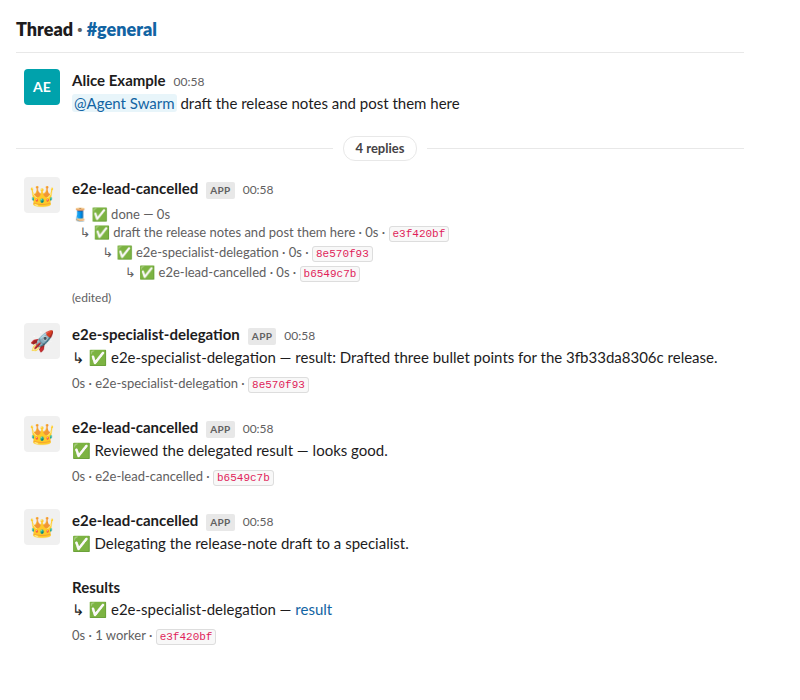 Thread • #general
AE
Alice Example 00:58
@Agent Swarm draft the release notes and post them here
4 replies
e2e-lead-cancelled APP 00:58
🧵 ✅ done — 0s
↳ ✅ draft the release notes and post them here · 0s · e3f420bf
↳ ✅ e2e-specialist-delegation · 0s · 8e570f93
↳ ✅ e2e-lead-cancelled · 0s · b6549c7b
(edited)
e2e-specialist-delegation APP 00:58
↳ ✅ e2e-specialist-delegation — result: Drafted three bullet points for the 3fb33da8306c release.
0s · e2e-specialist-delegation · 8e570f93
e2e-lead-cancelled APP 00:58
✅ Reviewed the delegated result — looks good.
0s · e2e-lead-cancelled · b6549c7b
e2e-lead-cancelled APP 00:58
✅ Delegating the release-note draft to a specialist.
Results
↳ ✅ e2e-specialist-delegation — result
0s · 1 worker · e3f420bf